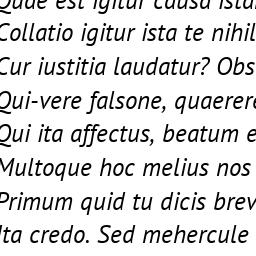 Quae est igitur causa istar
Collatio igitur ista te nihil
Cur iustitia laudatur? Obs
Qui-vere falsone, quaerere
Qui ita affectus, beatum e
Multoque hoc melius nos
Primum quid tu dicis brev
Ita credo. Sed mehercule